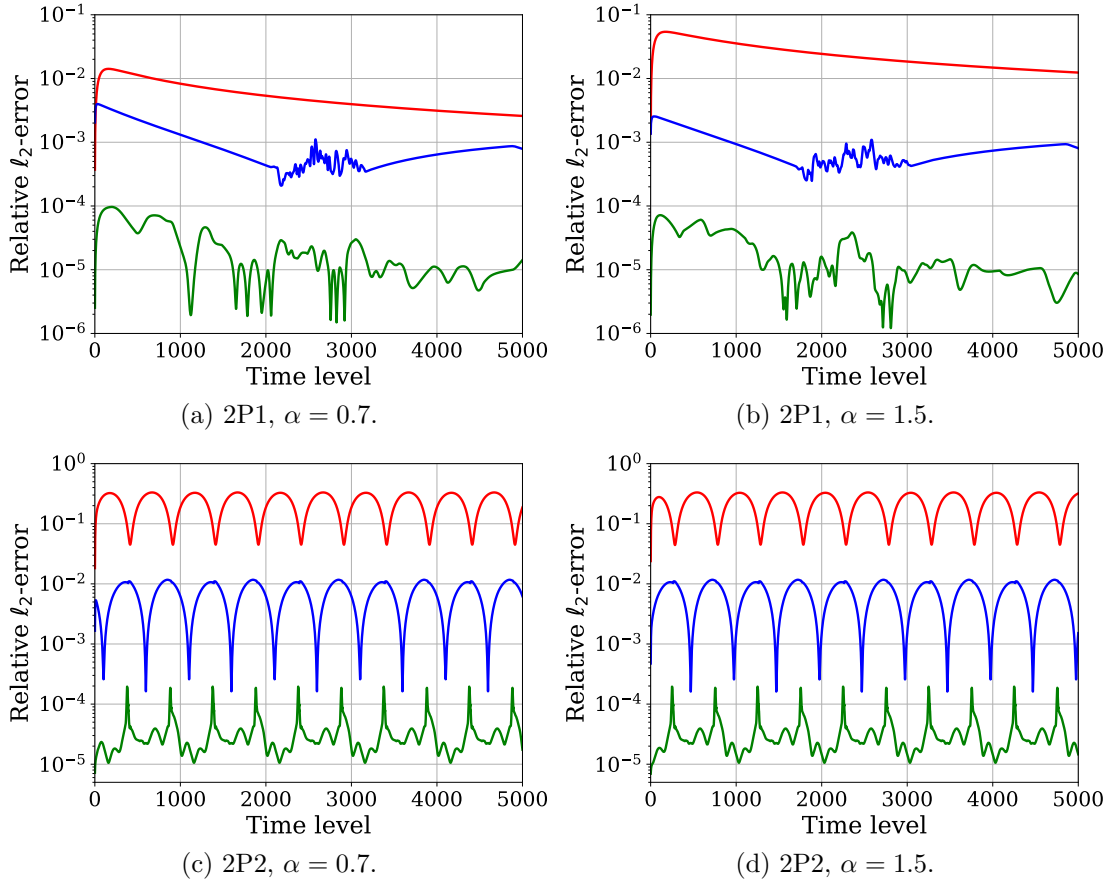 10⁻¹ 10⁻¹
10⁻² 10⁻²
10⁻³ 10⁻³
10⁻⁴ 10⁻⁴
10⁻⁵ 10⁻⁵
10⁻⁶ 10⁻⁶
Relative ℓ₂-error Relative ℓ₂-error
0 1000 2000 3000 4000 5000 0 1000 2000 3000 4000 5000
Time level Time level
(a) 2P1, α = 0.7. (b) 2P1, α = 1.5.
10⁰ 10⁰
10⁻¹ 10⁻¹
10⁻² 10⁻²
10⁻³ 10⁻³
10⁻⁴ 10⁻⁴
10⁻⁵ 10⁻⁵
Relative ℓ₂-error Relative ℓ₂-error
0 1000 2000 3000 4000 5000 0 1000 2000 3000 4000 5000
Time level Time level
(c) 2P2, α = 0.7. (d) 2P2, α = 1.5.